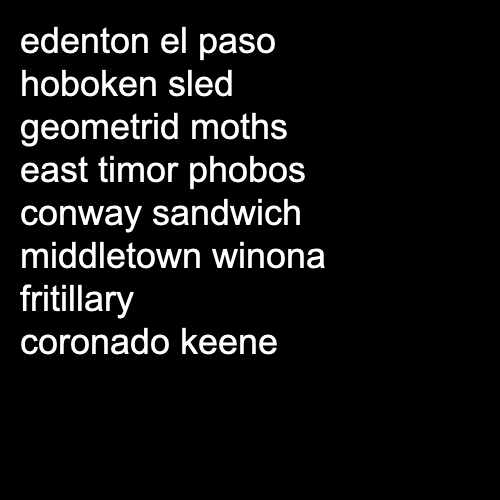 edenton el paso
hoboken sled
geometrid moths
east timor phobos
conway sandwich
middletown winona
fritillary
coronado keene